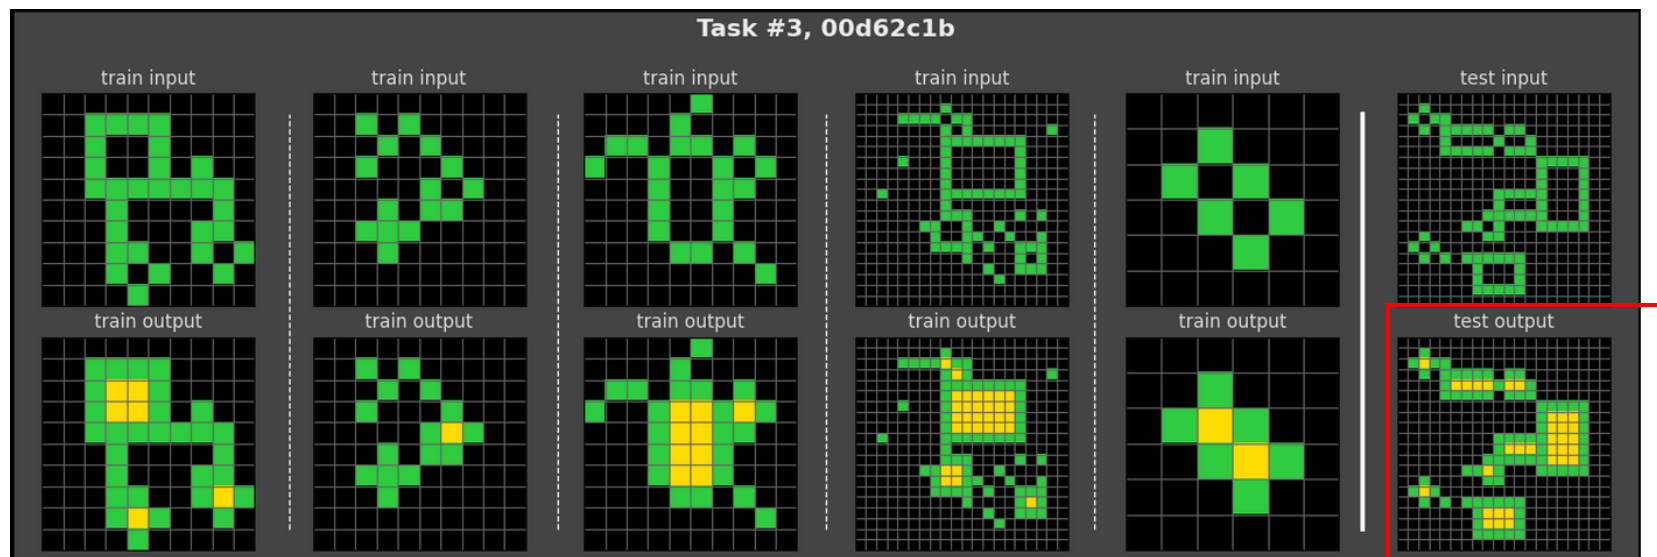 Task #3, 00d62c1b
train input train input train input train input train input test input
train output train output train output train output train output test output